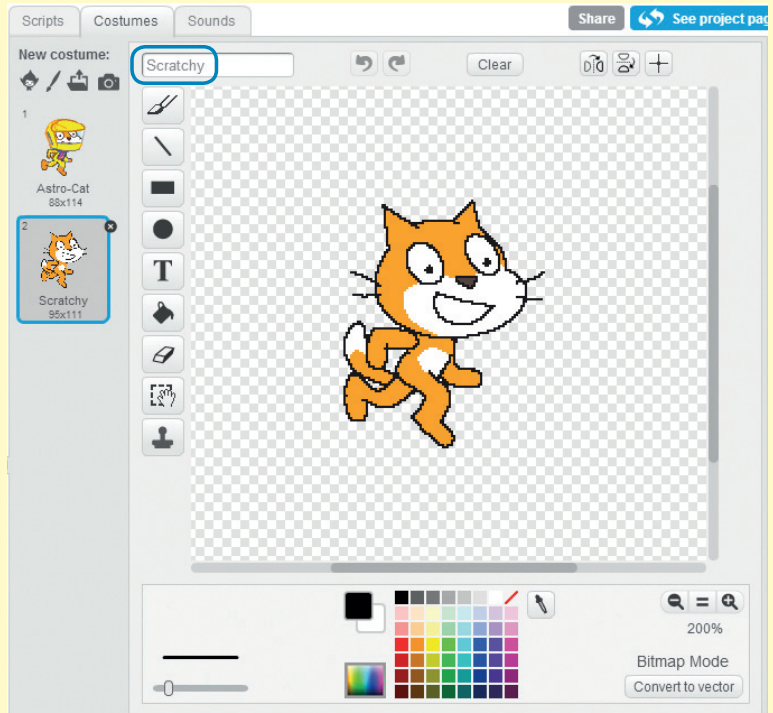 Scripts
Costumes
Sounds
Share
See project pag
New costume:
Scratchy
Clear
1
Astro-Cat
88x114
2
Scratchy
95x111
T
200%
Bitmap Mode
Convert to vector